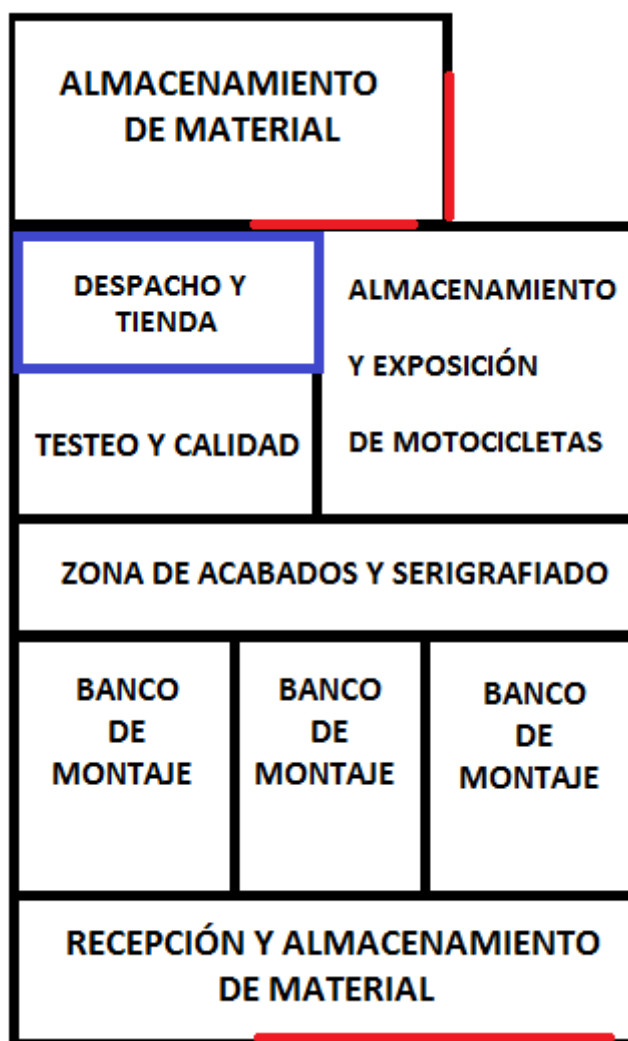 ALMACENAMIENTO
DE MATERIAL
DESPACHO Y
TIENDA
ALMACENAMIENTO
Y EXPOSICIÓN
DE MOTOCICLETAS
TESTEO Y CALIDAD
ZONA DE ACABADOS Y SERIGRAFIADO
BANCO
DE
MONTAJE
BANCO
DE
MONTAJE
BANCO
DE
MONTAJE
RECEPCIÓN Y ALMACENAMIENTO
DE MATERIAL